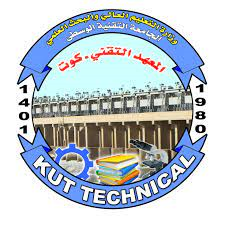 وزارة التعليم العالي والبحث العلمي
الجامعة التقنية الوسطى
المعهد التقني - كوت
1401
1980
KUT TECHNICAL